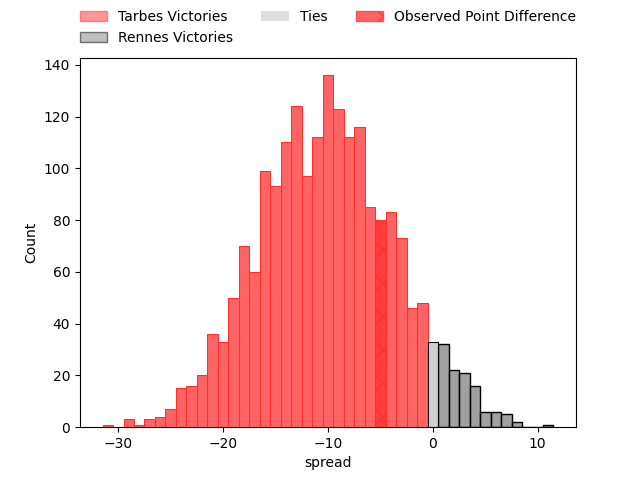 Tarbes Victories
Ties
Observed Point Difference
Rennes Victories
140
120
100
80
60
40
20
0
Count
−30
−20
−10
0
10
spread